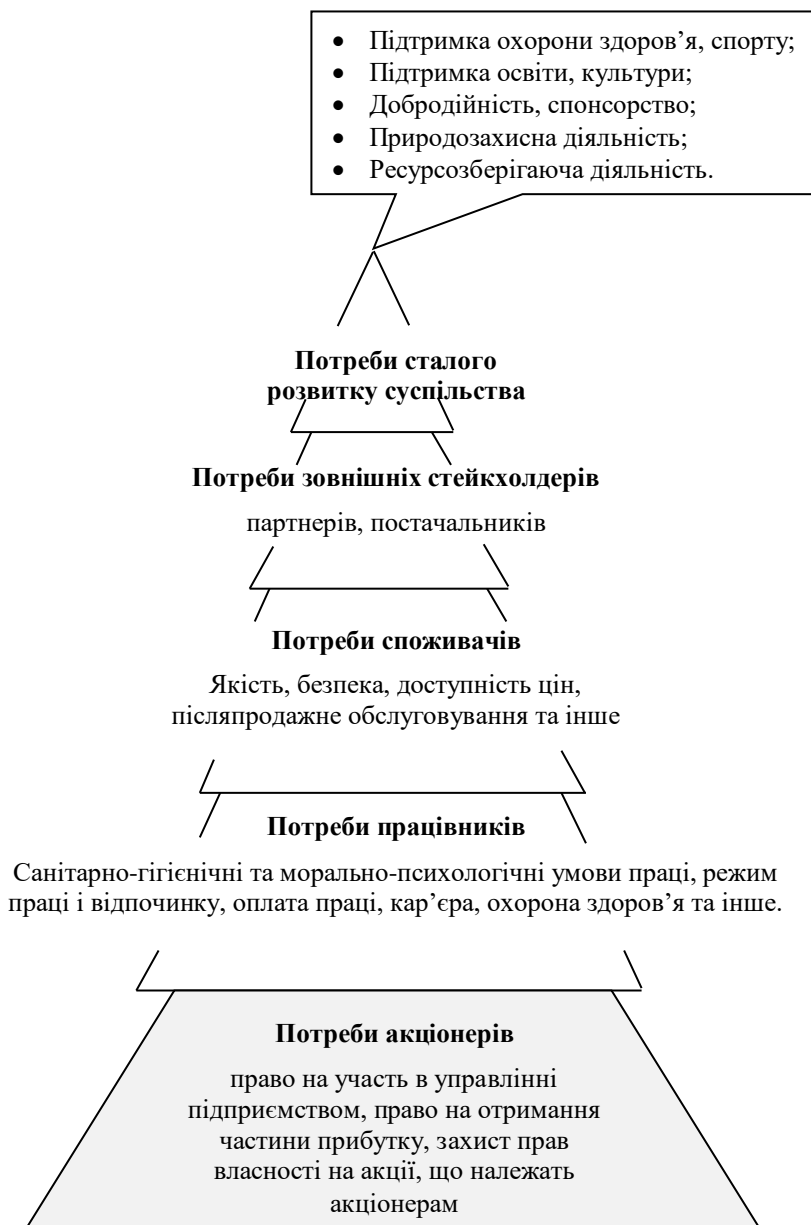 • Підтримка охорони здоров’я, спорту;
• Підтримка освіти, культури;
• Добродійність, спонсорство;
• Природозахисна діяльність;
• Ресурсозберігаюча діяльність.
Потреби сталого
розвитку суспільства
Потреби зовнішніх стейкхолдерів
партнерів, постачальників
Потреби споживачів
Якість, безпека, доступність цін,
післяпродажне обслуговування та інше
Потреби працівників
Санітарно-гігієнічні та морально-психологічні умови праці, режим
праці і відпочинку, оплата праці, кар’єра, охорона здоров’я та інше.
Потреби акціонерів
право на участь в управлінні
підприємством, право на отримання
частини прибутку, захист прав
власності на акції, що належать
акціонерам